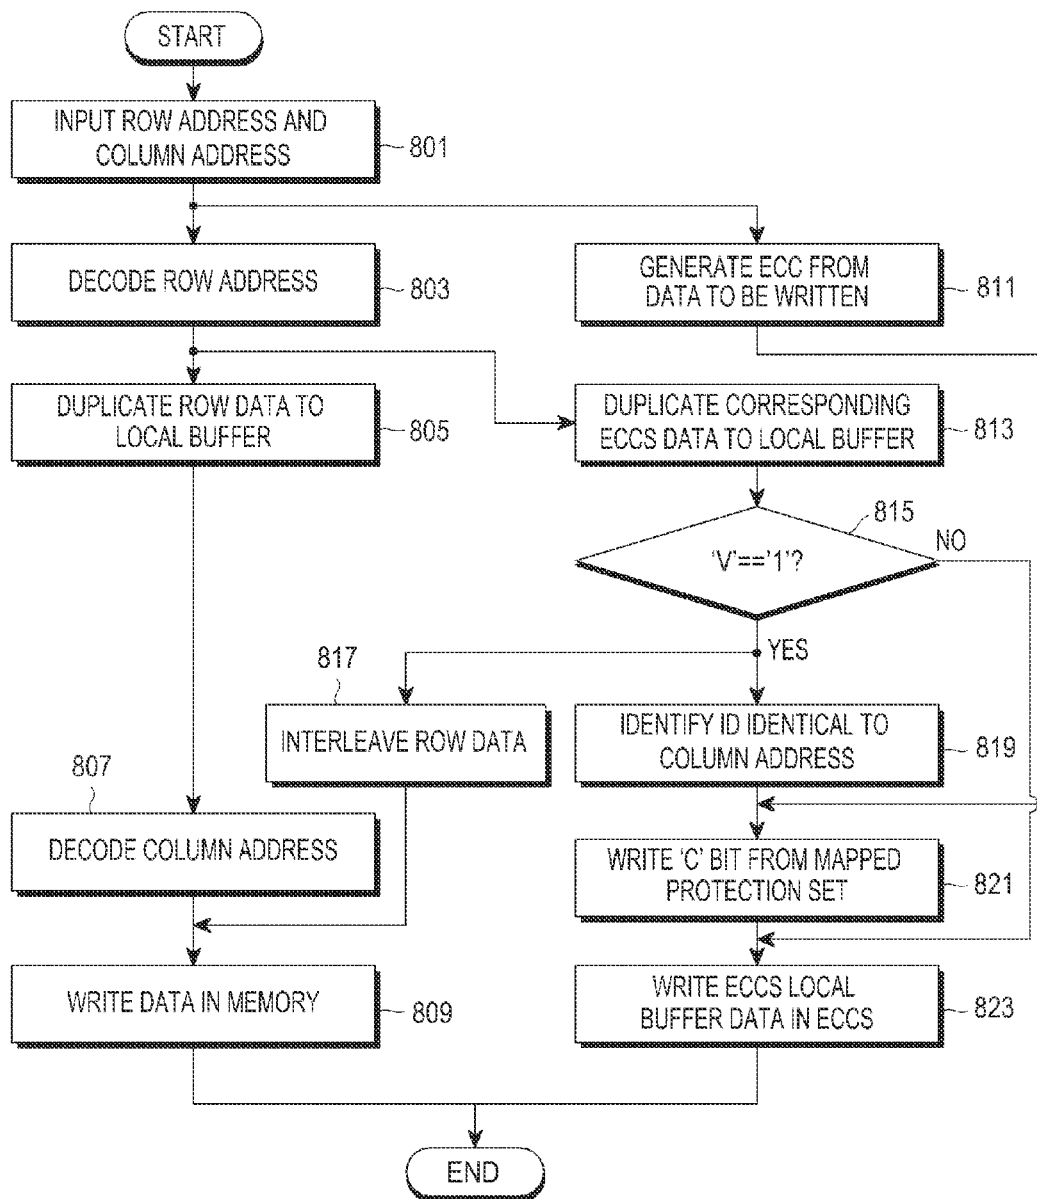 START
INPUT ROW ADDRESS AND
COLUMN ADDRESS
801
DECODE ROW ADDRESS
803
GENERATE ECC FROM
DATA TO BE WRITTEN
811
DUPLICATE ROW DATA TO
LOCAL BUFFER
805
DUPLICATE CORRESPONDING
ECCS DATA TO LOCAL BUFFER
813
815
'V'=='1'?
NO
YES
817
INTERLEAVE ROW DATA
IDENTIFY ID IDENTICAL TO
COLUMN ADDRESS
819
807
DECODE COLUMN ADDRESS
WRITE 'C' BIT FROM MAPPED
PROTECTION SET
821
WRITE DATA IN MEMORY
809
WRITE ECCS LOCAL
BUFFER DATA IN ECCS
823
END